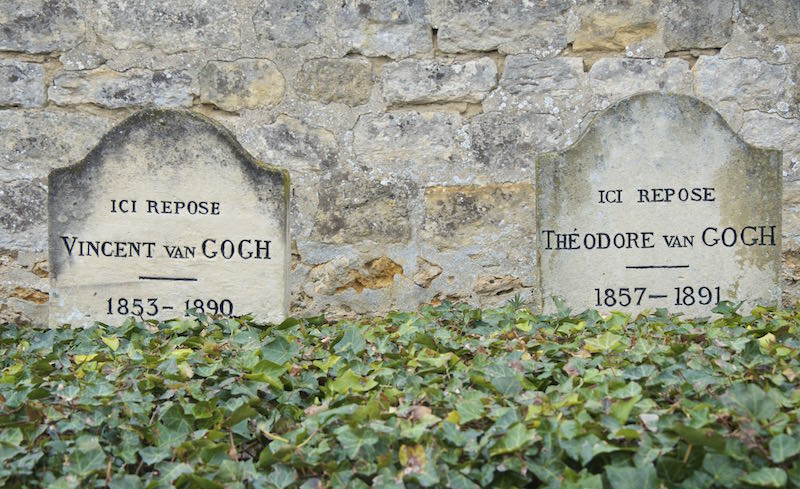 ICI REPOSE
VINCENT VAN GOGH
1853 - 1890
ICI REPOSE
THÉODORE VAN GOGH
1857 - 1891